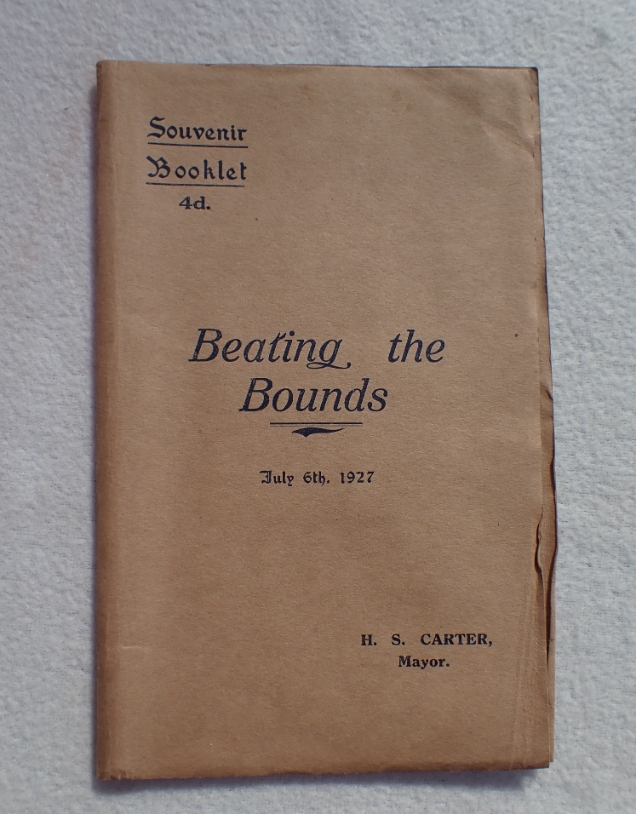 Souvenir
Booklet
4d.
Beating the
Bounds
July 6th. 1927
H. S. CARTER,
Mayor.